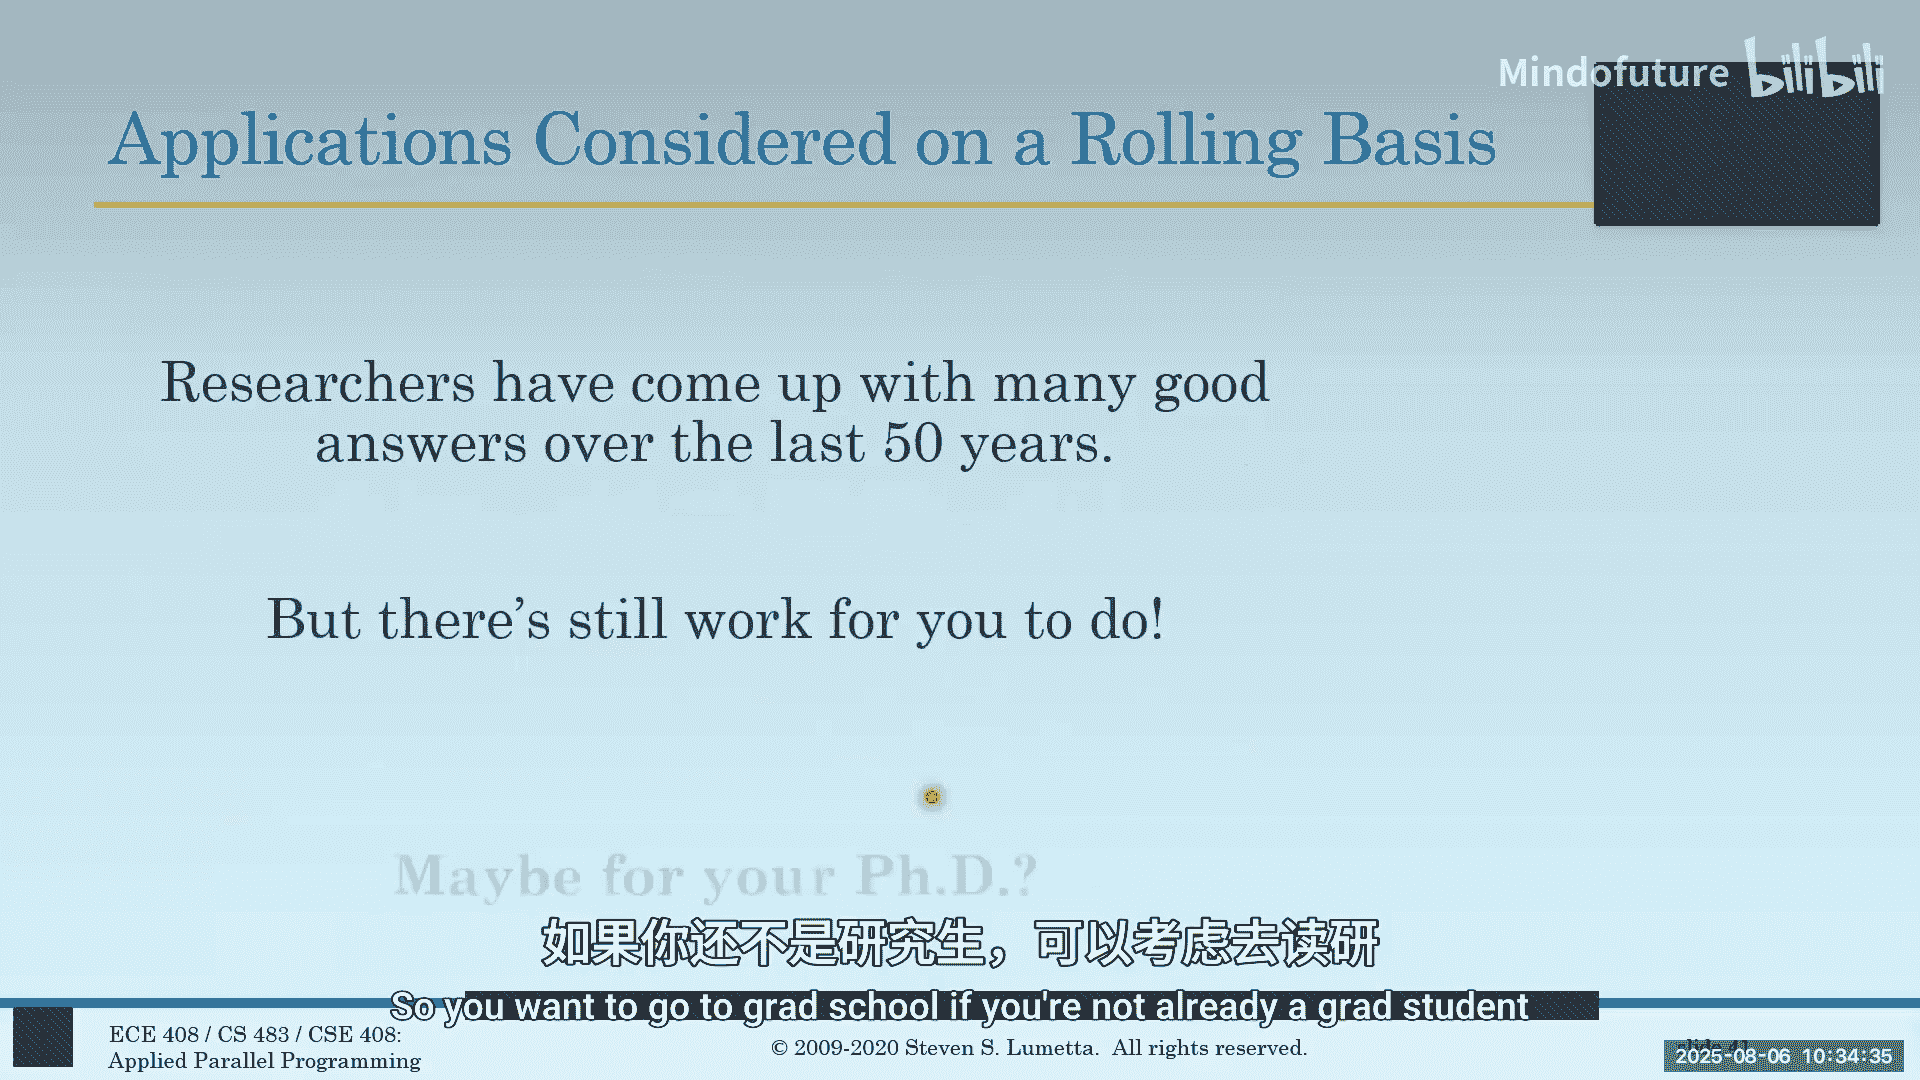 Mindofuture bilibili
Applications Considered on a Rolling Basis
Researchers have come up with many good
answers over the last 50 years.
But there's still work for you to do!
Maybe for your Ph.D.?
如果你还不是研究生，可以考虑去读研
So you want to go to grad school if you're not already a grad student
ECE 408 / CS 483 / CSE 408:
Applied Parallel Programming
© 2009-2020 Steven S. Lumetta. All rights reserved.
2025-08-06 10:34:35